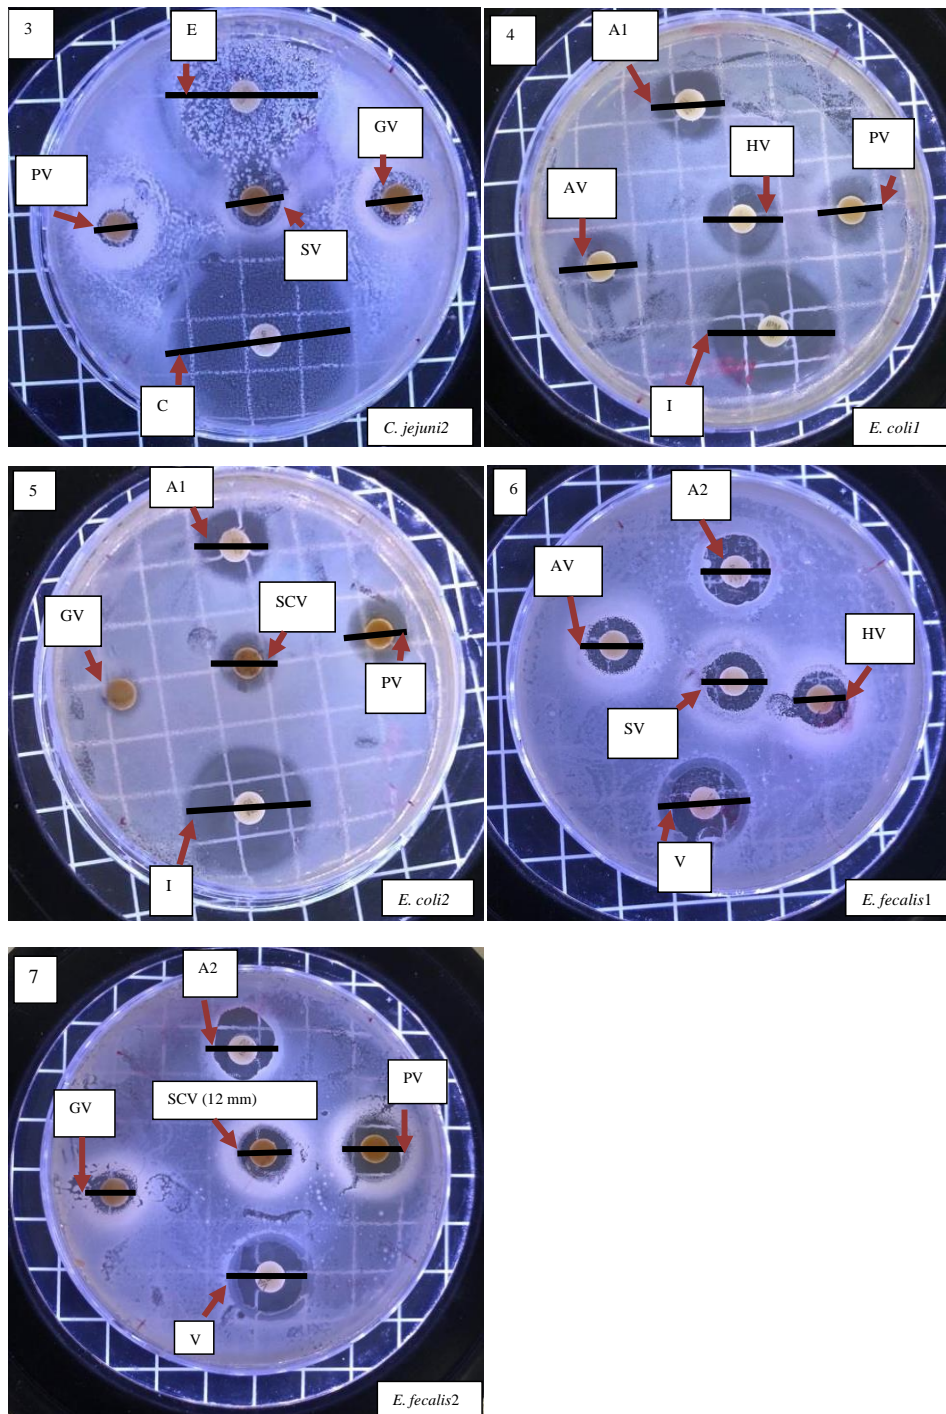 3
E
GV
PV
SV
C
C. jejuni2
4
A1
HV
PV
AV
I
E. coli1
5
A1
SCV
GV
PV
I
E. coli2
6
A2
AV
HV
SV
V
E. fecalis1
7
A2
SCV (12 mm)
PV
GV
V
E. fecalis2